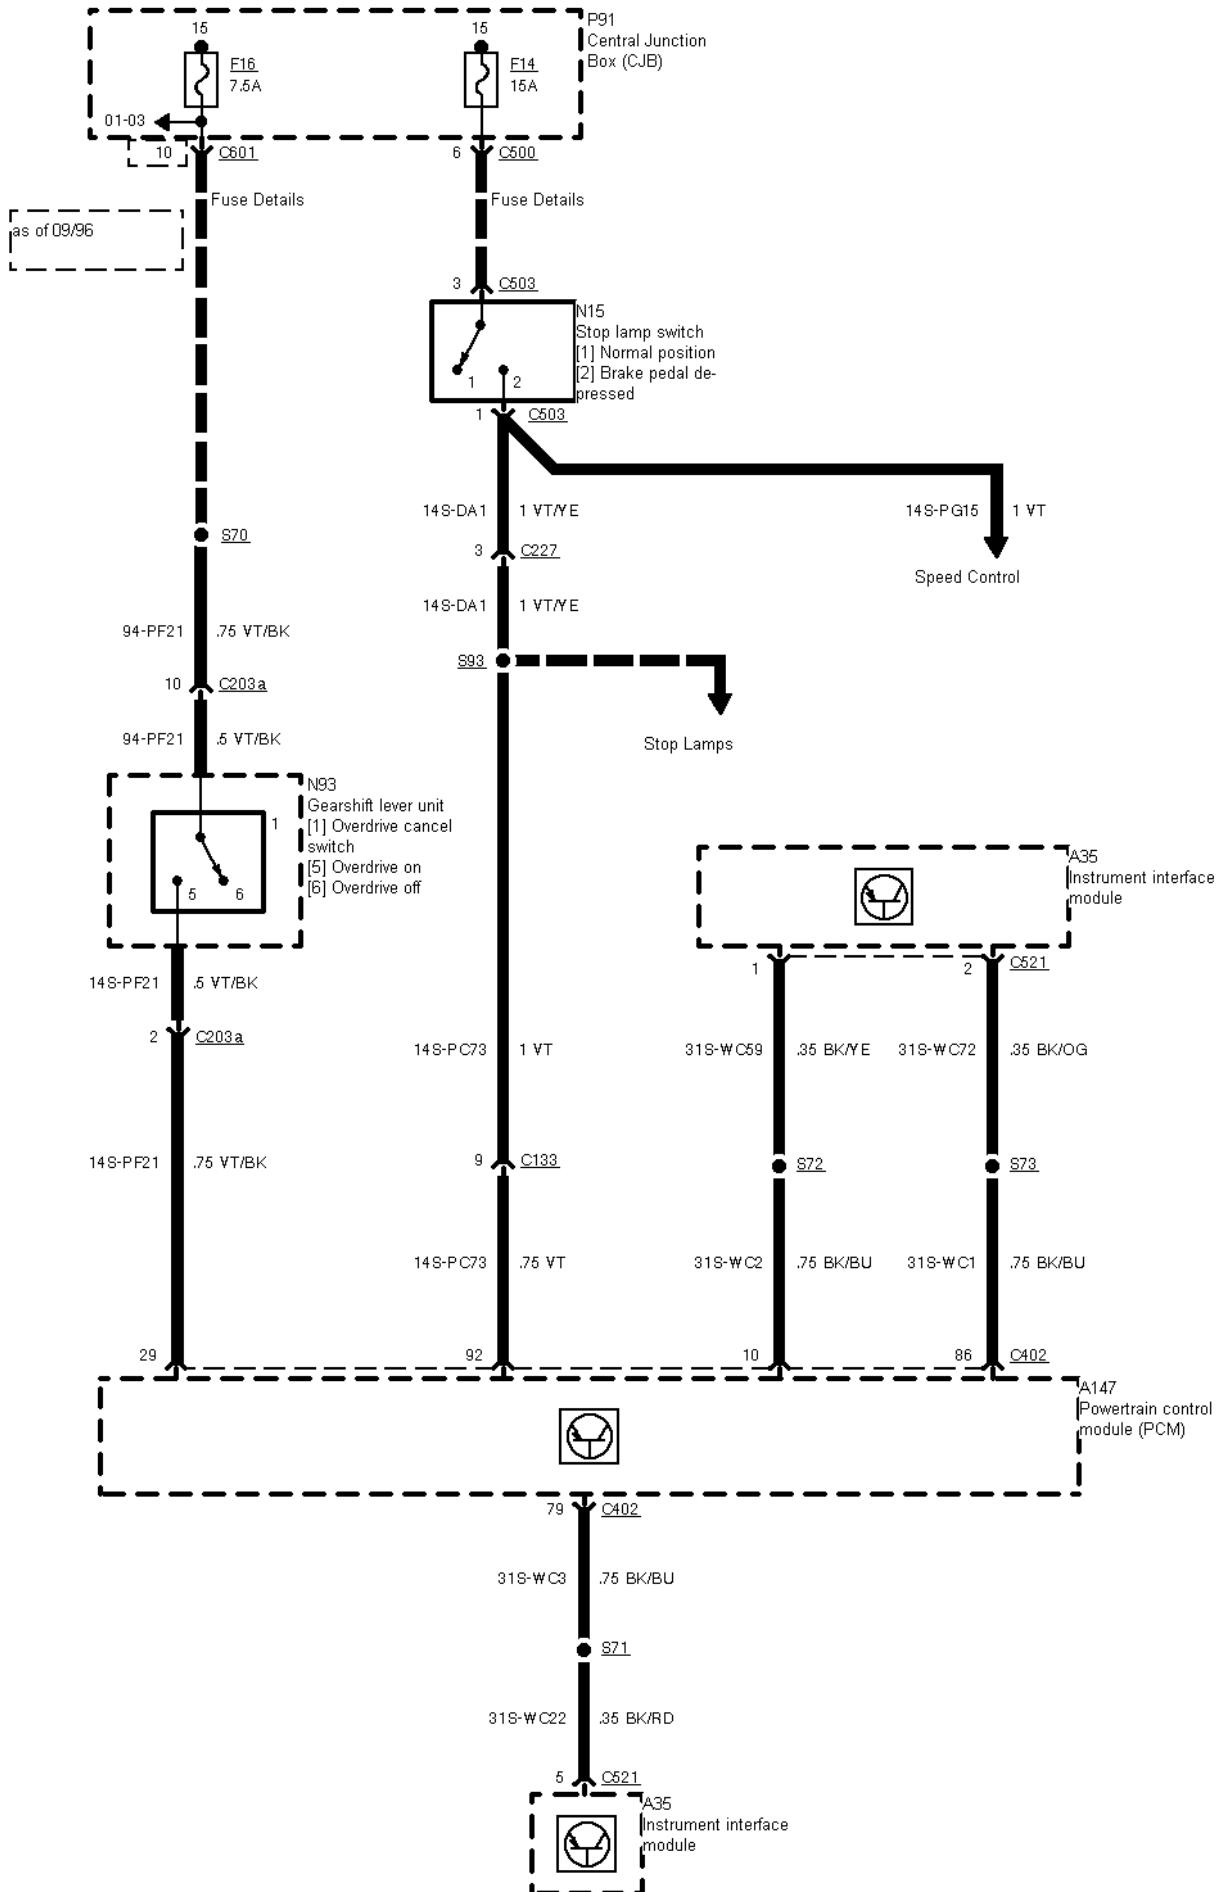 P91
Central Junction
Box (CJB)
15
15
F16
7.5A
F14
15A
01-03
10
C601
6
C500
Fuse Details
Fuse Details
as of 09/96
3
C503
N15
Stop lamp switch
[1] Normal position
[2] Brake pedal de-
pressed
1
2
1
C503
14S-DA1
1 VT/YE
14S-PG15
1 VT
S70
3
C227
Speed Control
14S-DA1
1 VT/YE
94-PF21
.75 VT/BK
S93
10
C203a
94-PF21
.5 VT/BK
Stop Lamps
N93
Gearshift lever unit
[1] Overdrive cancel
switch
[5] Overdrive on
[6] Overdrive off
1
5
6
A35
Instrument interface
module
1
2
C521
14S-PF21
.5 VT/BK
2
C203a
14S-PC73
1 VT
31S-WC59
.35 BK/YE
31S-WC72
.35 BK/OG
14S-PF21
.75 VT/BK
9
C133
S72
S73
14S-PC73
.75 VT
31S-WC2
.75 BK/BU
31S-WC1
.75 BK/BU
29
92
10
86
C402
A147
Powertrain control
module (PCM)
79
C402
31S-WC3
.75 BK/BU
S71
31S-WC22
.35 BK/RD
5
C521
A35
Instrument interface
module